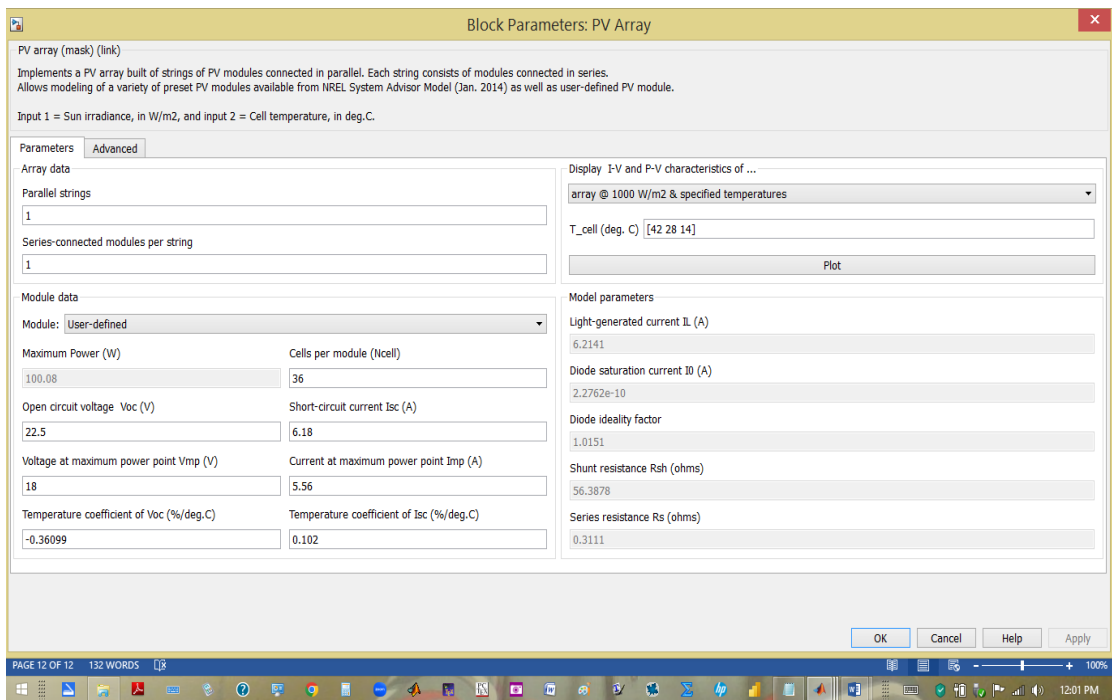 Block Parameters: PV Array
PV array (mask) (link)
Implements a PV array built of strings of PV modules connected in parallel. Each string consists of modules connected in series.
Allows modeling of a variety of preset PV modules available from NREL System Advisor Model (Jan. 2014) as well as user-defined PV module.
Input 1 = Sun irradiance, in W/m2, and input 2 = Cell temperature, in deg.C.
Parameters Advanced
Array data
Parallel strings
1
Series-connected modules per string
1
Display I-V and P-V characteristics of ...
array @ 1000 W/m2 & specified temperatures
T_cell (deg. C) [42 28 14]
Plot
Module data
Module: User-defined
Maximum Power (W) Cells per module (Ncell)
100.08 36
Open circuit voltage Voc (V) Short-circuit current Isc (A)
22.5 6.18
Voltage at maximum power point Vmp (V) Current at maximum power point Imp (A)
18 5.56
Temperature coefficient of Voc (%/deg.C) Temperature coefficient of Isc (%/deg.C)
-0.36099 0.102
Model parameters
Light-generated current IL (A)
6.2141
Diode saturation current I0 (A)
2.2762e-10
Diode ideality factor
1.0151
Shunt resistance Rsh (ohms)
56.3878
Series resistance Rs (ohms)
0.3111
OK Cancel Help Apply
PAGE 12 OF 12 132 WORDS 100%
12:01 PM